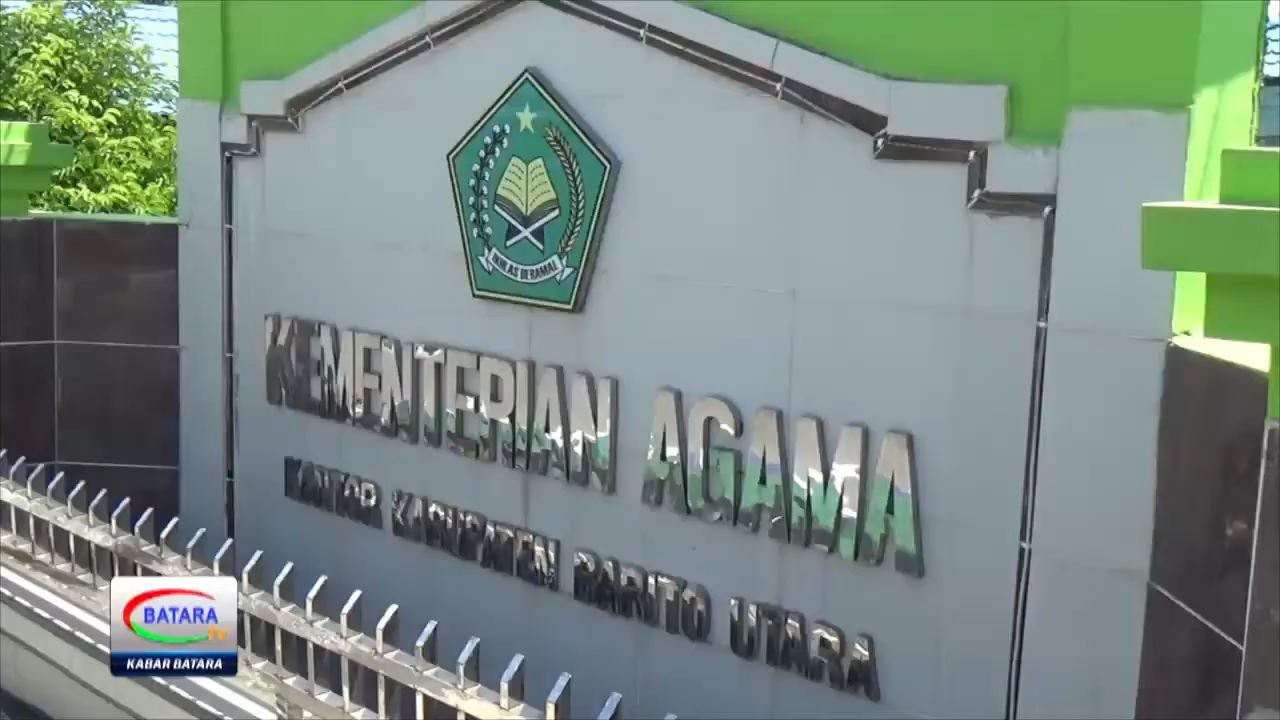 IKHLAS BERAMAL
KEMENTERIAN AGAMA
KANTOR KABUPATEN BARITO UTARA
BATARA
TV
KABAR BATARA